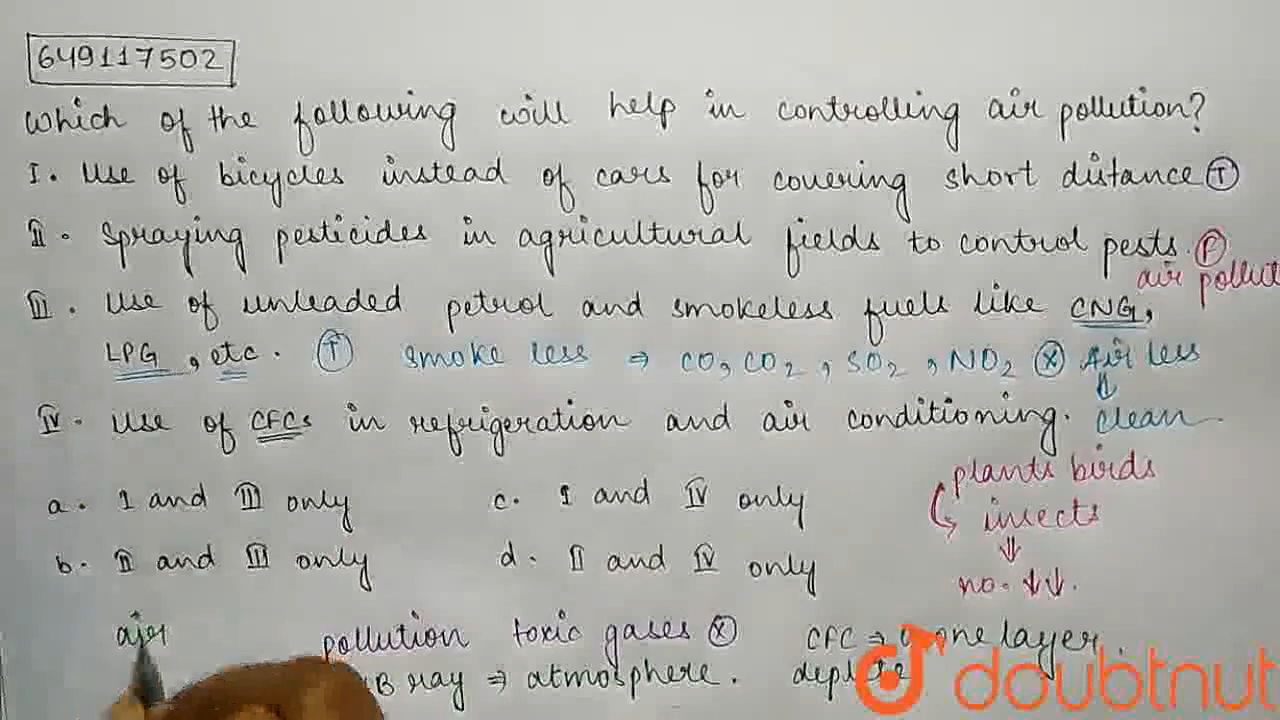 649117502
which of the following will help in controlling air pollution?
I. Use of bicycles instead of cars for covering short distance (T)
II. Spraying pesticides in agricultural fields to control pests. (F)
air pollut
III. Use of unleaded petrol and smokeless fuels like CNG,
LPG, etc. (T) smoke less ⇒ CO, CO2, SO2, NO2 (X) Air less
⇓
IV. Use of CFCs in refrigeration and air conditioning. clean
plants birds
insects
⇓
no. ↓↓.
a. I and III only
c. I and IV only
b. II and III only
d. II and IV only
air pollution toxic gases (X) CFC ⇒ layer.
B ray ⇒ atmosphere. deplete
doubtnut